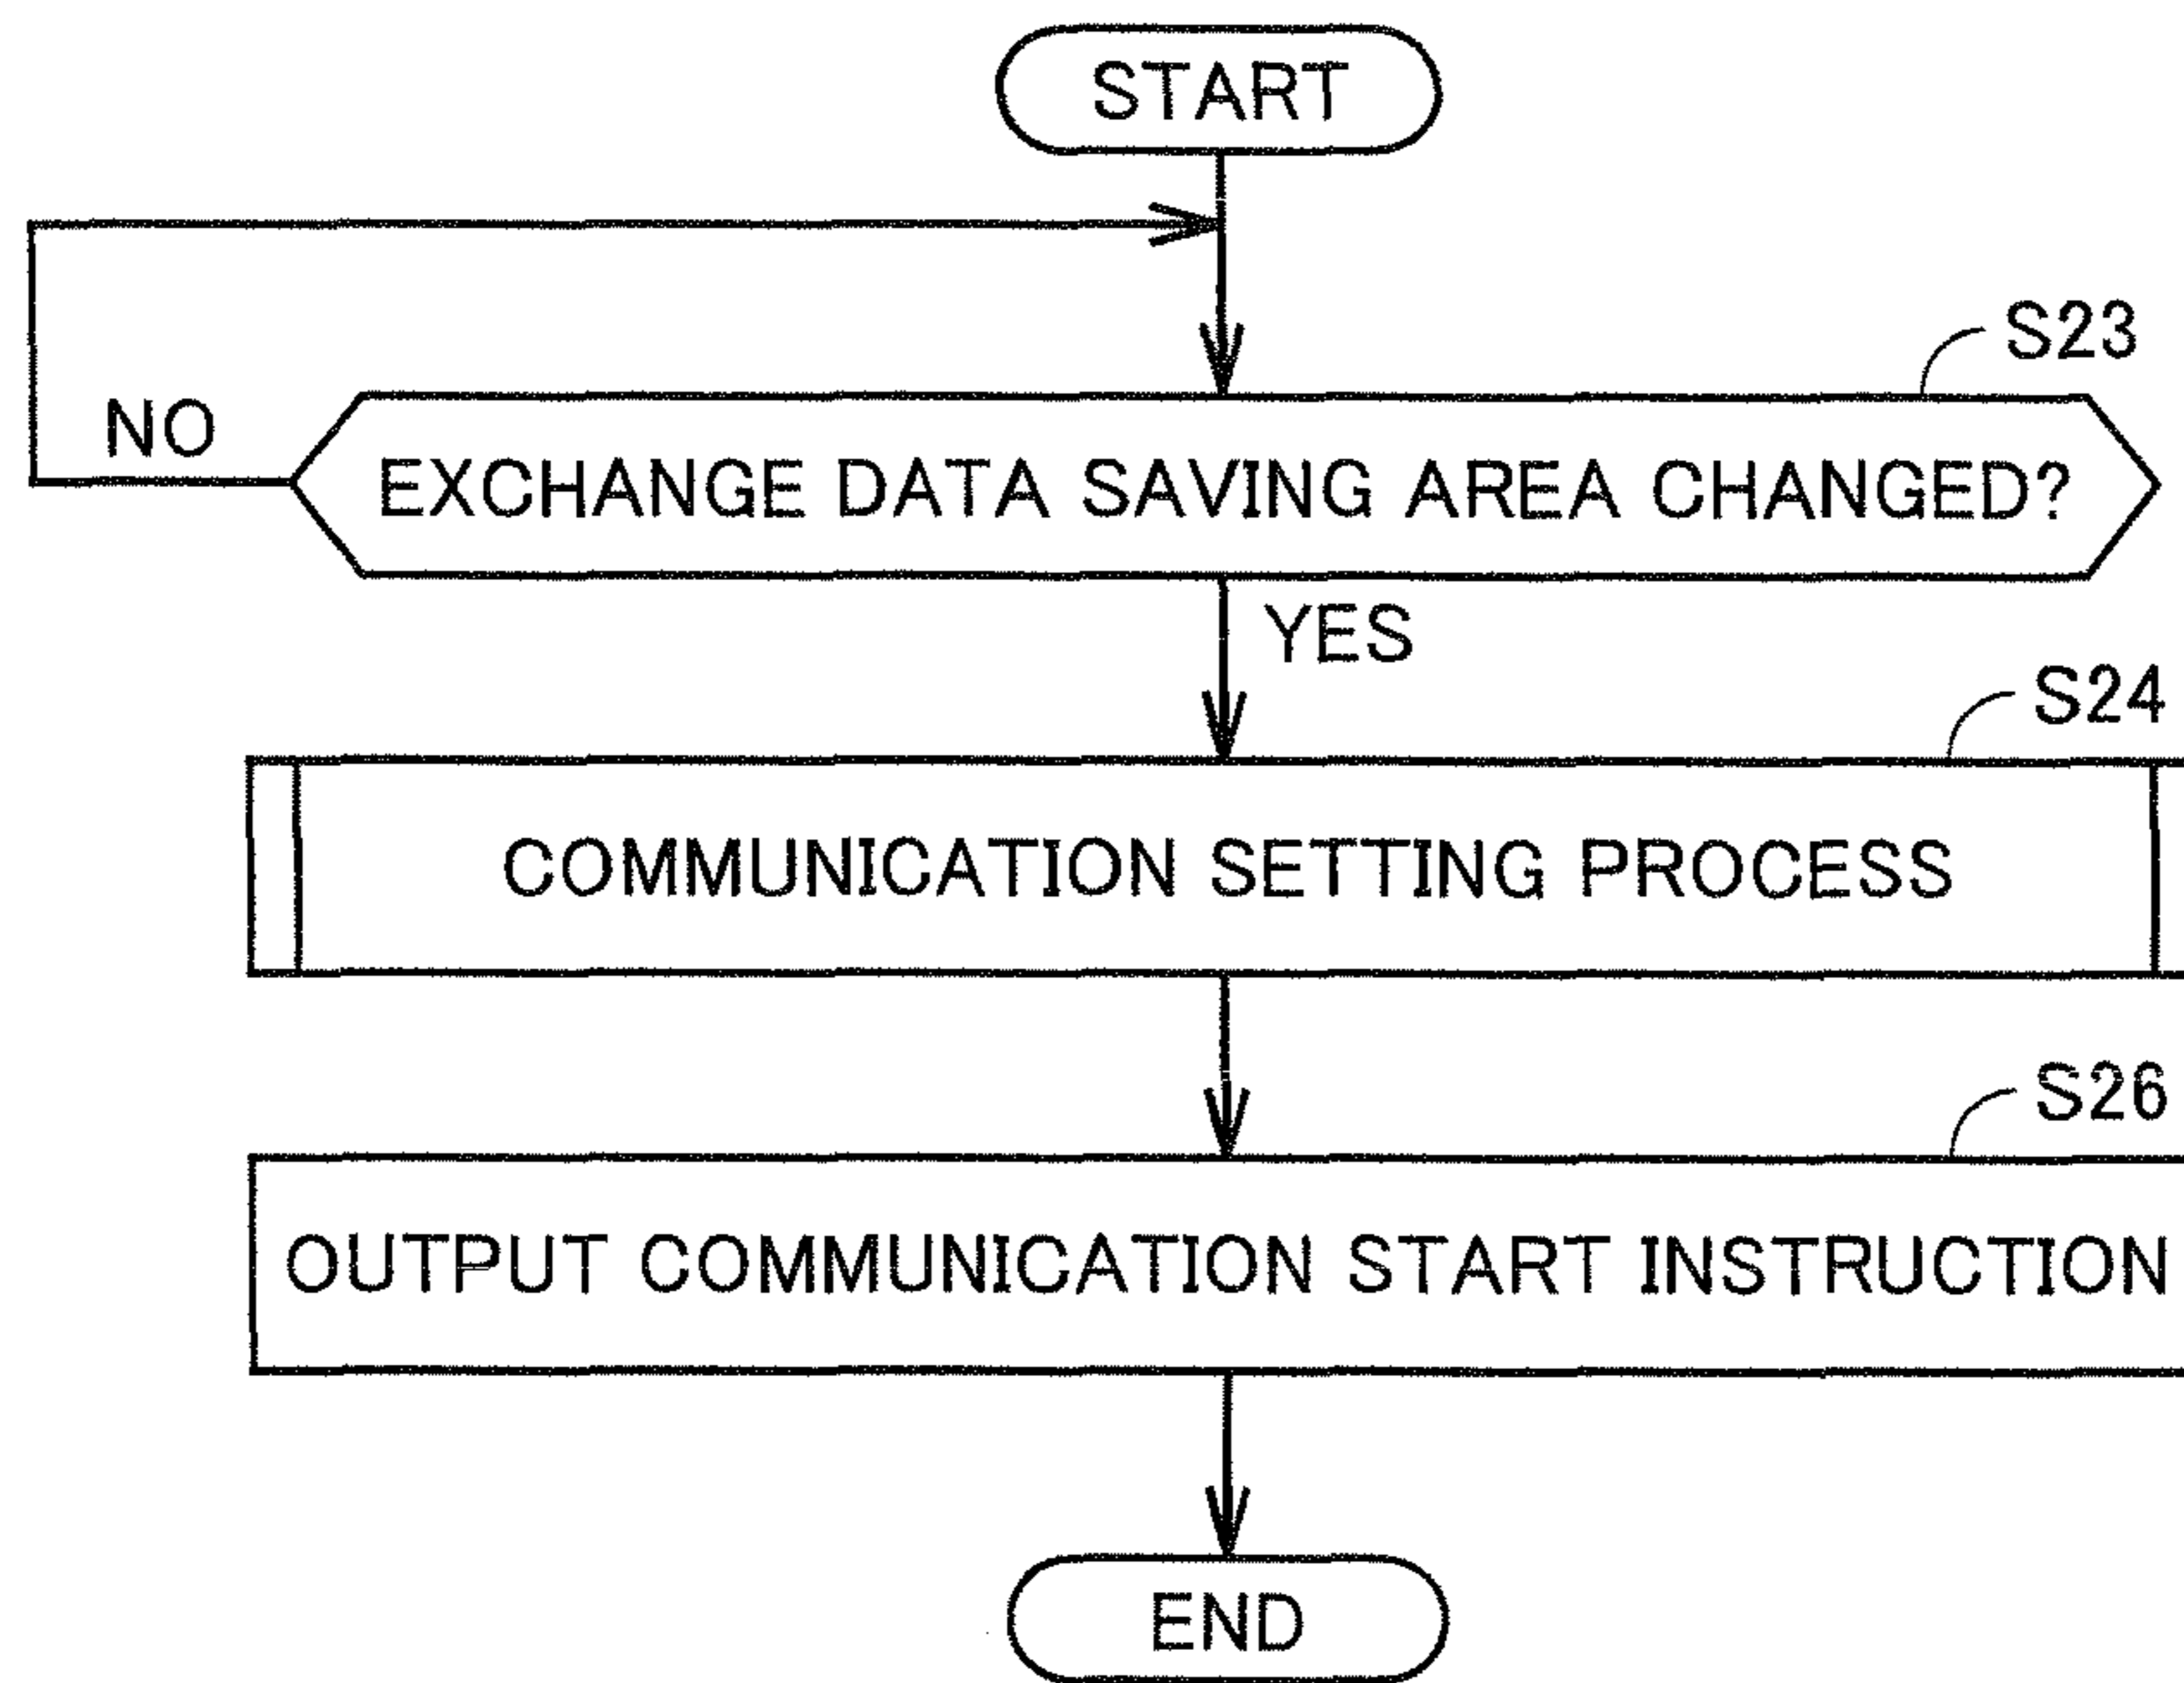 START
S23
NO
EXCHANGE DATA SAVING AREA CHANGED?
YES
S24
COMMUNICATION SETTING PROCESS
S26
OUTPUT COMMUNICATION START INSTRUCTION
END